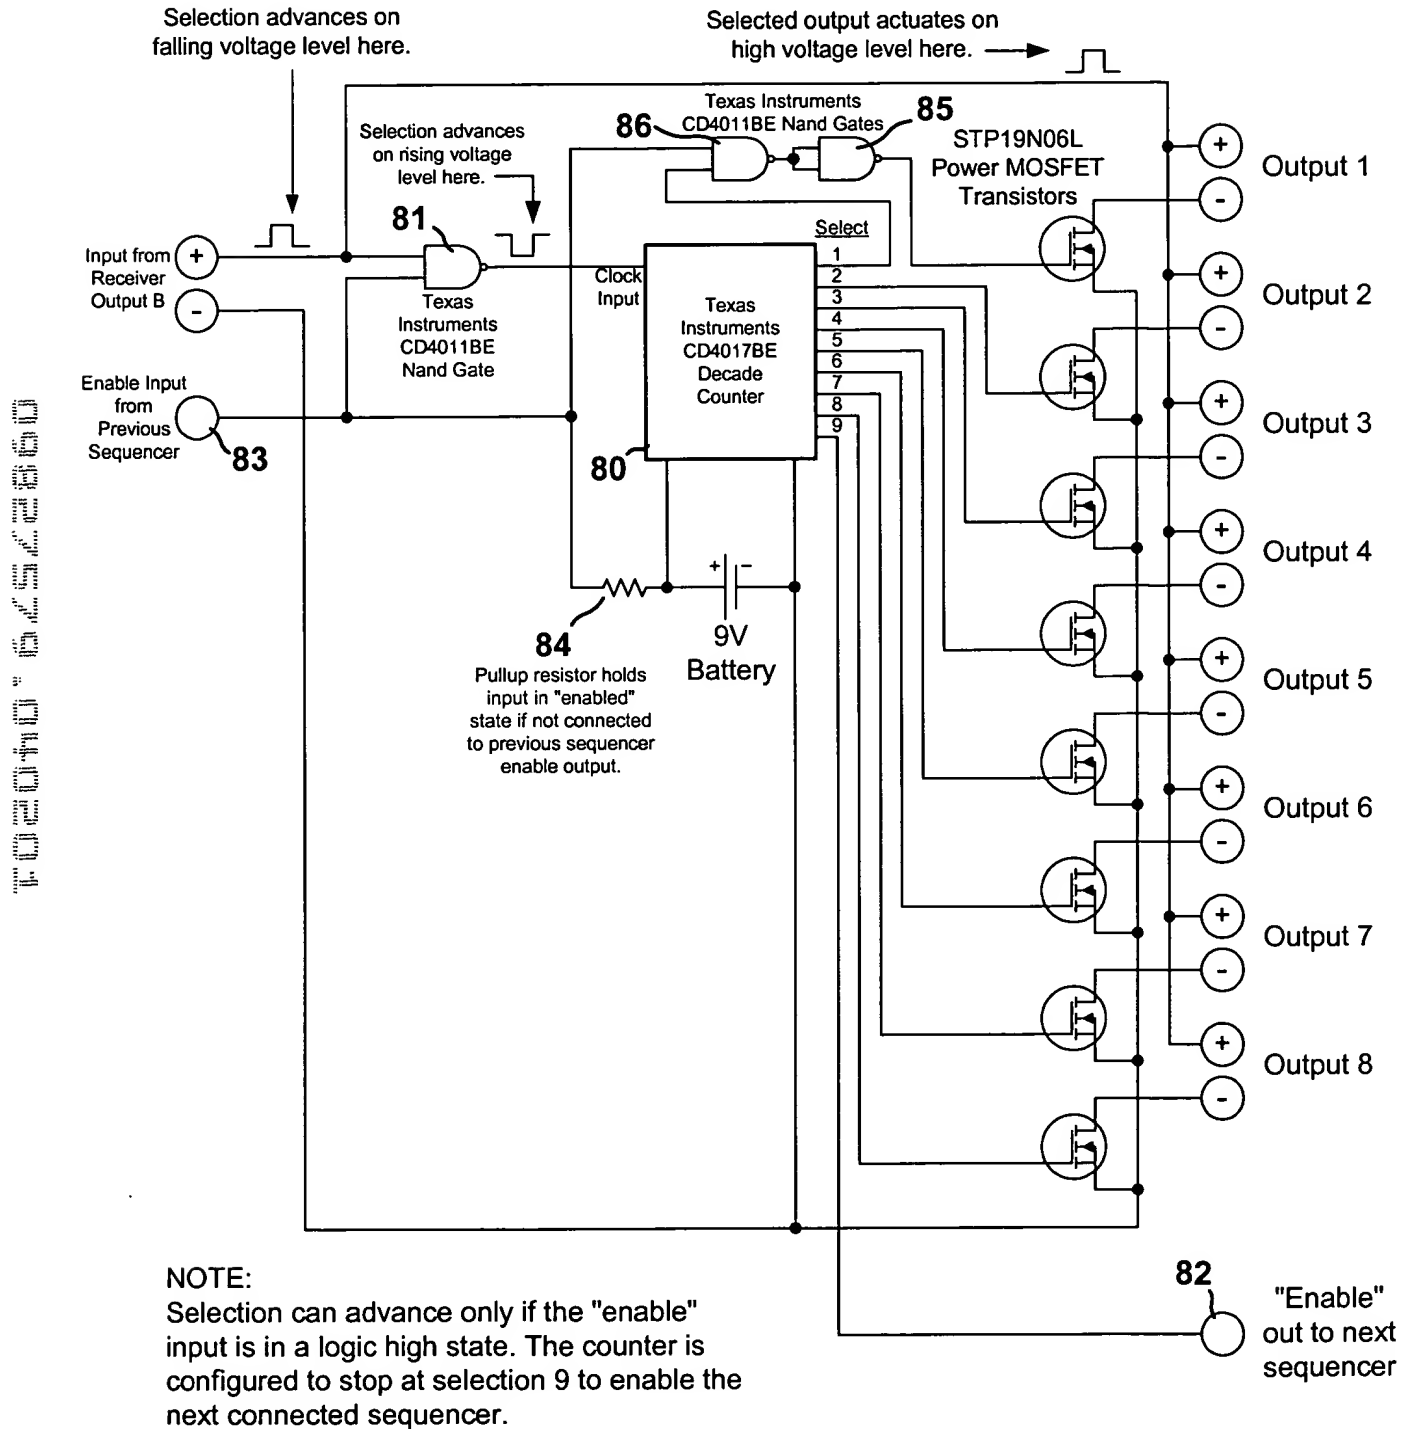 Selection advances on
falling voltage level here.
Selected output actuates on
high voltage level here.
Selection advances
on rising voltage
level here.
Texas Instruments
CD4011BE Nand Gates
86
85
STP19N06L
Power MOSFET
Transistors
81
Input from
Receiver
Output B
+
-
Texas
Instruments
CD4011BE
Nand Gate
Clock
Input
Texas
Instruments
CD4017BE
Decade
Counter
Select
1
2
3
4
5
6
7
8
9
80
Enable Input
from
Previous
Sequencer
83
84
Pullup resistor holds
input in "enabled"
state if not connected
to previous sequencer
enable output.
+ -
9V
Battery
+
Output 1
-
+
Output 2
-
+
Output 3
-
+
Output 4
-
+
Output 5
-
+
Output 6
-
+
Output 7
-
+
Output 8
-
82
"Enable"
out to next
sequencer
NOTE:
Selection can advance only if the "enable"
input is in a logic high state. The counter is
configured to stop at selection 9 to enable the
next connected sequencer.
09827579.040201